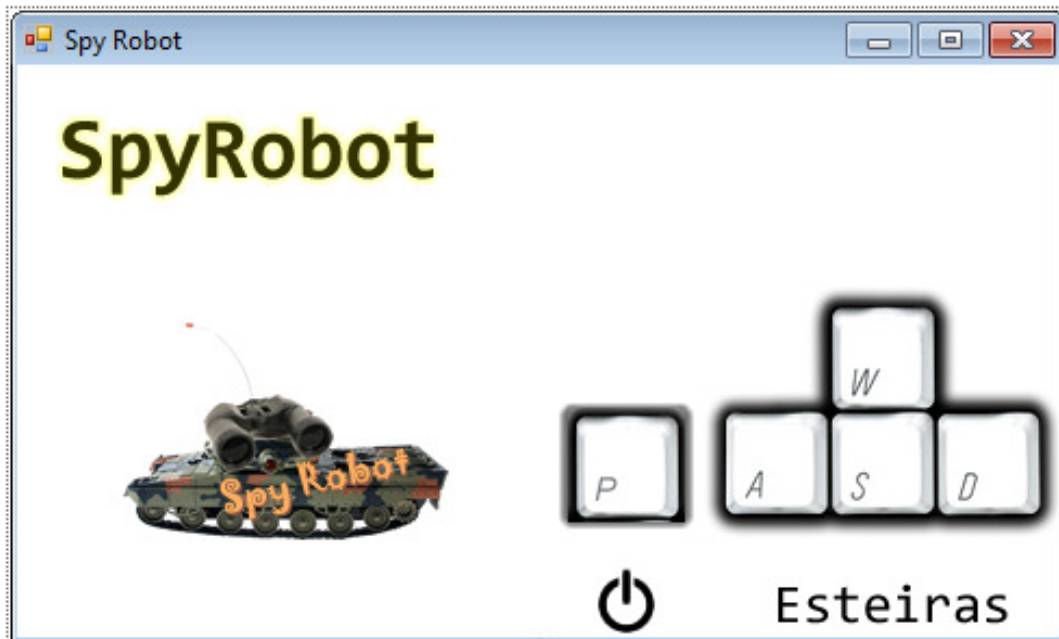 Spy Robot
SpyRobot
Spy Robot
W
P
A S D
Esteiras